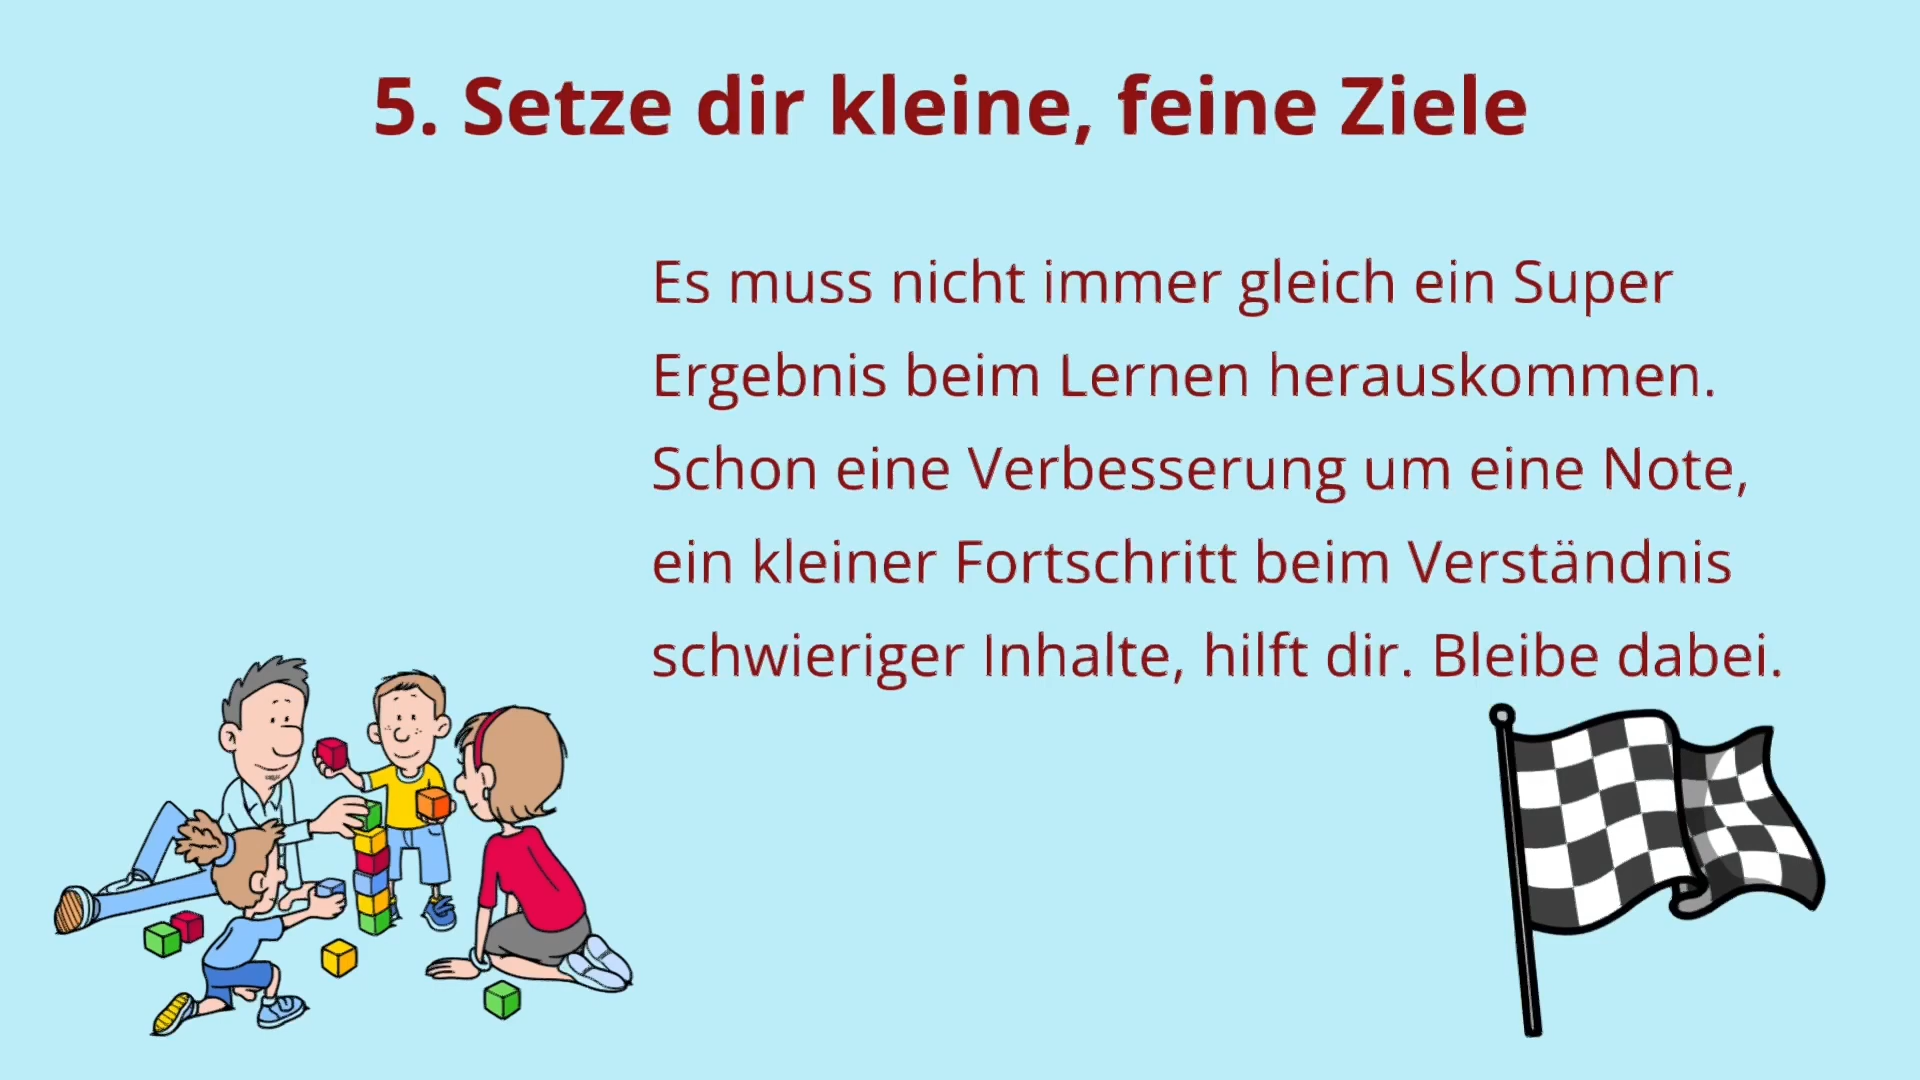 5. Setze dir kleine, feine Ziele
Es muss nicht immer gleich ein Super
Ergebnis beim Lernen herauskommen.
Schon eine Verbesserung um eine Note,
ein kleiner Fortschritt beim Verständnis
schwieriger Inhalte, hilft dir. Bleibe dabei.